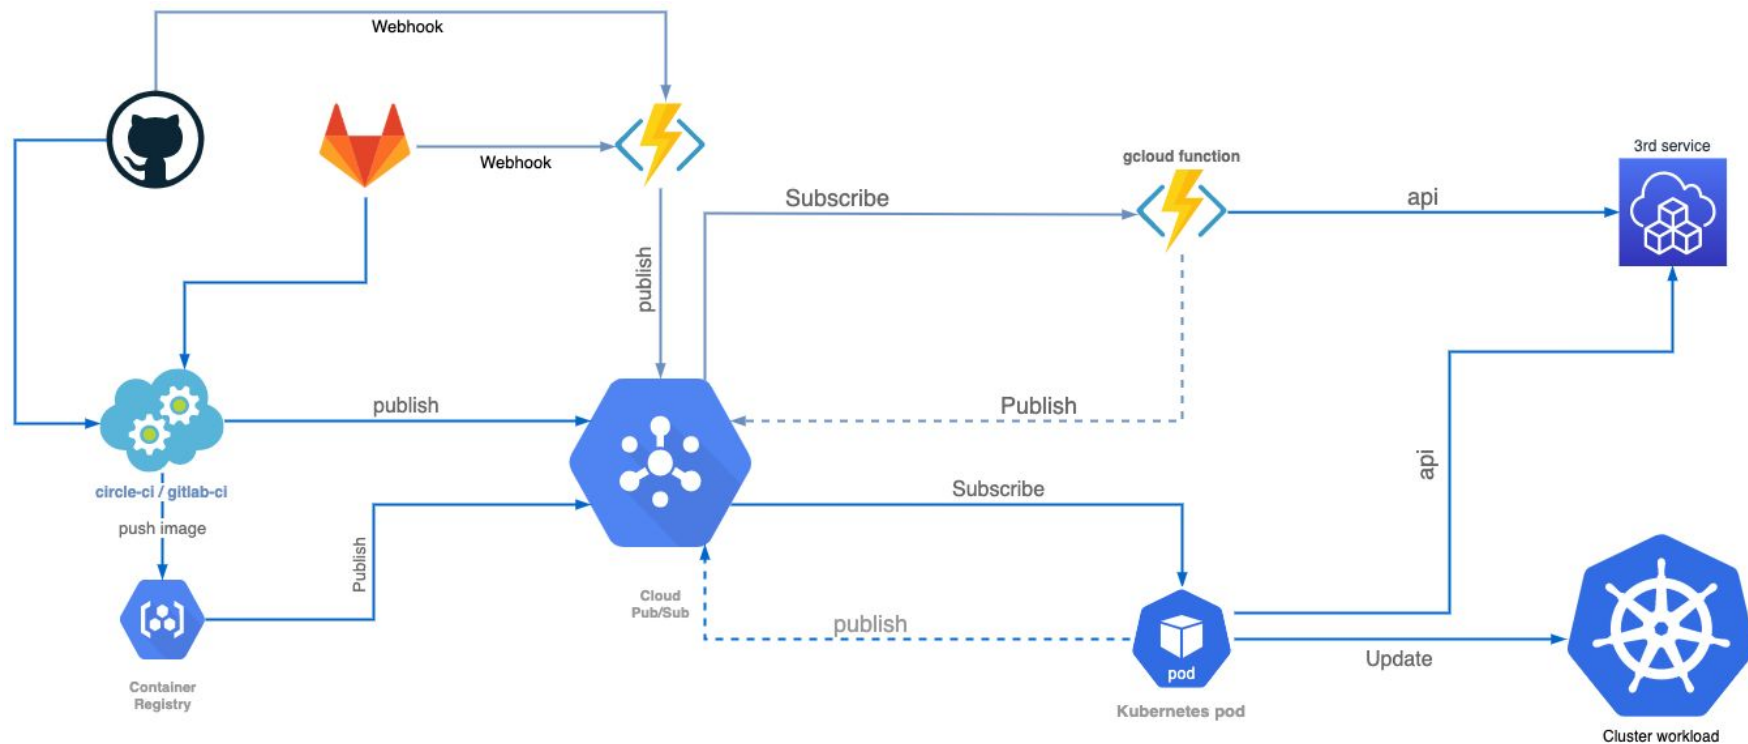 Webhook
Webhook
gcloud function
3rd service
Subscribe
api
publish
publish
Publish
circle-ci / gitlab-ci
push image
Publish
Subscribe
api
Cloud
Pub/Sub
publish
Update
pod
Kubernetes pod
Container
Registry
Cluster workload